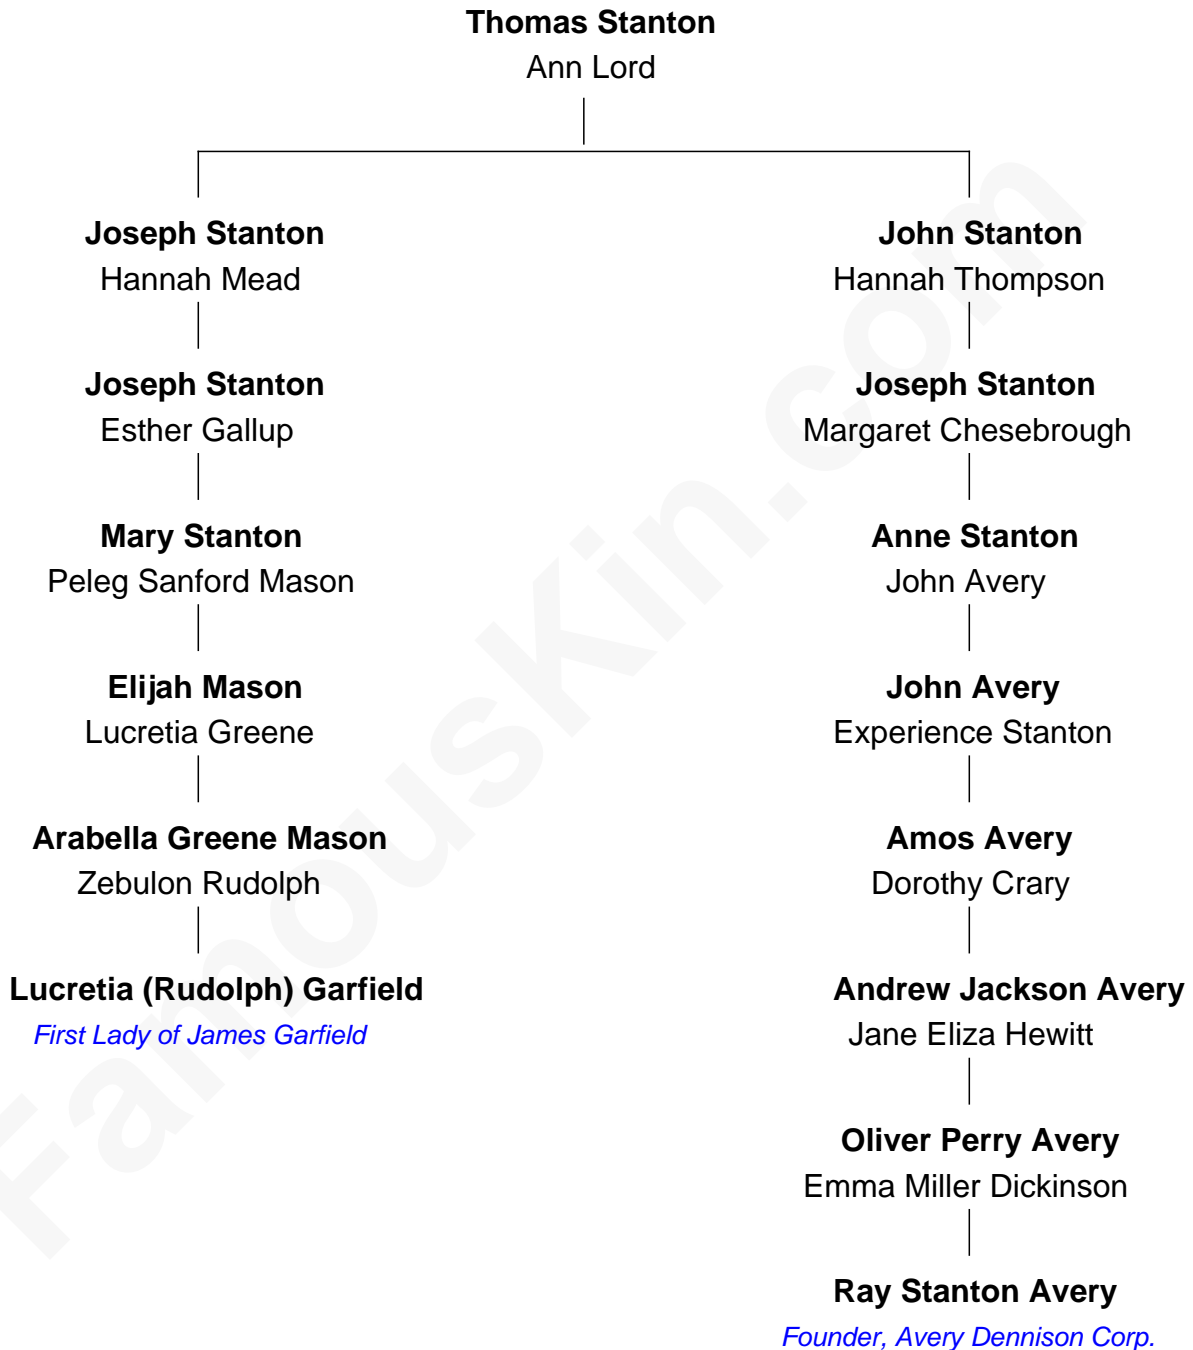 Thomas Stanton
Ann Lord
Joseph Stanton
Hannah Mead
Joseph Stanton
Esther Gallup
Mary Stanton
Peleg Sanford Mason
Elijah Mason
Lucretia Greene
Arabella Greene Mason
Zebulon Rudolph
Lucretia (Rudolph) Garfield
First Lady of James Garfield
John Stanton
Hannah Thompson
Joseph Stanton
Margaret Chesebrough
Anne Stanton
John Avery
John Avery
Experience Stanton
Amos Avery
Dorothy Crary
Andrew Jackson Avery
Jane Eliza Hewitt
Oliver Perry Avery
Emma Miller Dickinson
Ray Stanton Avery
Founder, Avery Dennison Corp.
FamousKin.com